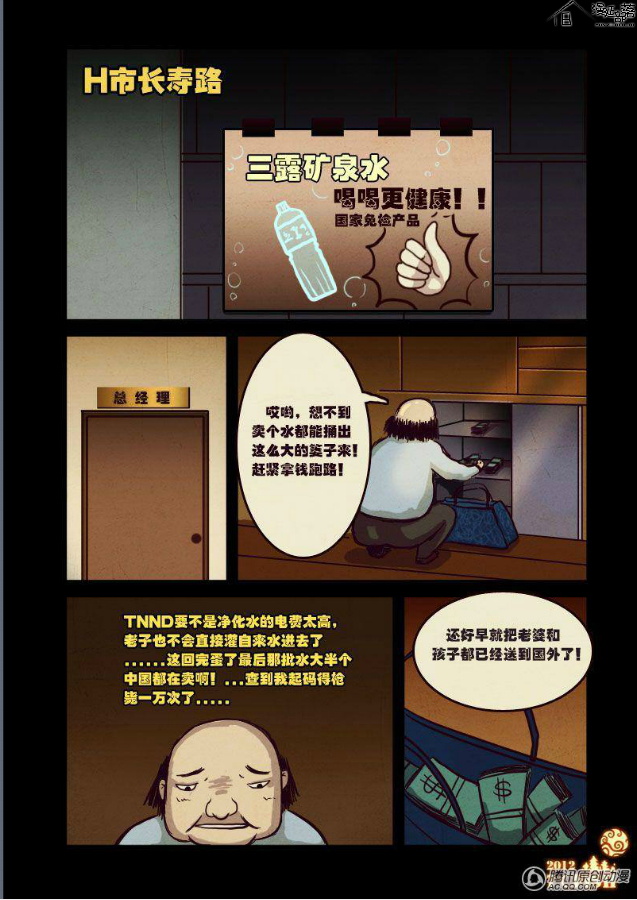 H市长寿路
三露矿泉水
喝喝更健康！！
国家免检产品
总经理
哎哟，想不到
卖个水都能捅出
这么大的篓子来！
赶紧拿钱跑路！
TNND要不是净化水的电费太高，
老子也不会直接灌自来水进去了
......这回完蛋了最后那批水大半个
中国都在卖啊！...查到我起码得枪
毙一万次了.....
还好早就把老婆和
孩子都已经送到国外了！
$
$
$
2012
腾讯原创动漫
AC.QQ.COM